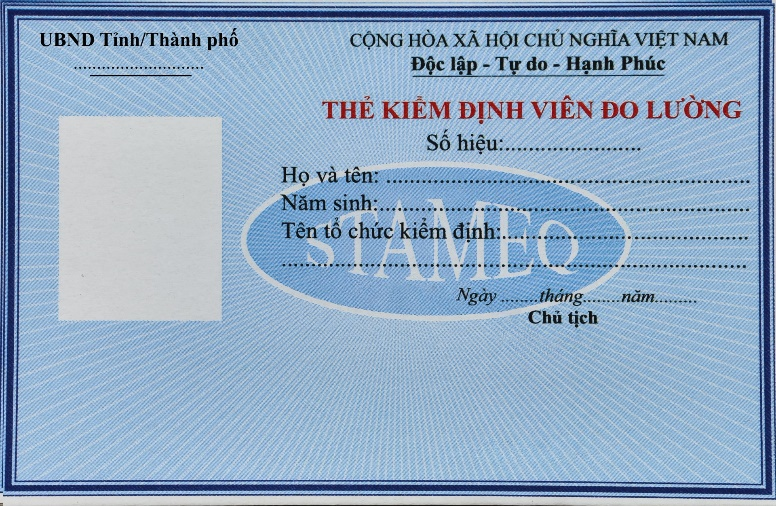 UBND Tỉnh/Thành phố
............................
CỘNG HÒA XÃ HỘI CHỦ NGHĨA VIỆT NAM
Độc lập - Tự do - Hạnh Phúc
THẺ KIỂM ĐỊNH VIÊN ĐO LƯỜNG
Số hiệu:.......................
Họ và tên: ..............................................................
Năm sinh:...............................................................
Tên tổ chức kiểm định:..........................................
...............................................................................
STAMEQ
Ngày ........tháng........năm.........
Chủ tịch